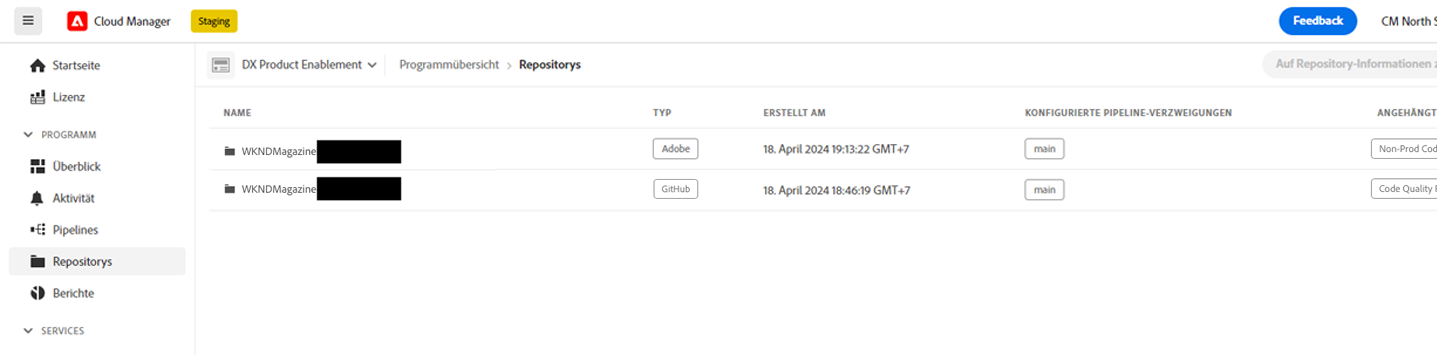 Cloud Manager Staging Feedback CM North S
Startseite
DX Product Enablement Programmübersicht > Repositorys Auf Repository-Informationen z
Lizenz
NAME TYP ERSTELLT AM KONFIGURIERTE PIPELINE-VERZWEIGUNGEN ANGEHÄNGT
PROGRAMM
WKNDMagazine Adobe 18. April 2024 19:13:22 GMT+7 main Non-Prod Cod
Überblick
WKNDMagazine GitHub 18. April 2024 18:46:19 GMT+7 main Code Quality
Aktivität
Pipelines
Repositorys
Berichte
SERVICES